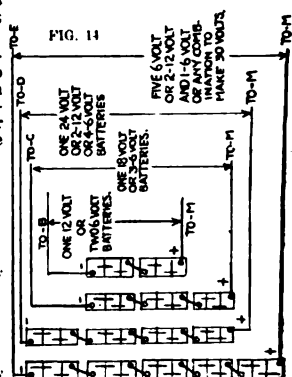 TO-E
FIG. 14
TO-M
FIVE 6 VOLT
OR 2-12 VOLT
AND 1-6 VOLT
OR ANY COMB-
INATION TO
MAKE 30 VOLTS.
TO-D
TO-M
ONE 24 VOLT
OR 2-12 VOLT
OR 4-6 VOLT
BATTERIES
TO-C
TO-M
ONE 18 VOLT
OR 3-6 VOLT
BATTERIES.
TO-B
TO-M
ONE 12 VOLT
OR
TWO 6 VOLT
BATTERIES.
- +
- +
- +
- +